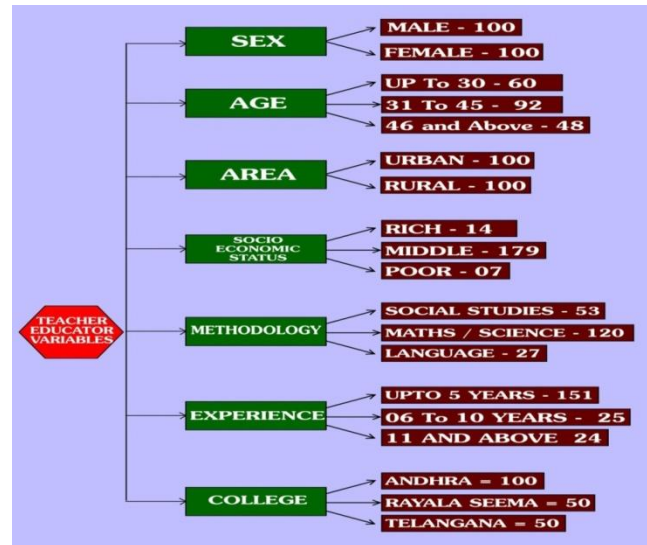 TEACHER
EDUCATOR
VARIABLES
SEX
MALE - 100
FEMALE - 100
AGE
UP To 30 - 60
31 To 45 - 92
46 and Above - 48
AREA
URBAN - 100
RURAL - 100
SOCIO
ECONOMIC
STATUS
RICH - 14
MIDDLE - 179
POOR - 07
METHODOLOGY
SOCIAL STUDIES - 53
MATHS / SCIENCE - 120
LANGUAGE - 27
EXPERIENCE
UPTO 5 YEARS - 151
06 To 10 YEARS - 25
11 AND ABOVE 24
COLLEGE
ANDHRA = 100
RAYALA SEEMA = 50
TELANGANA = 50